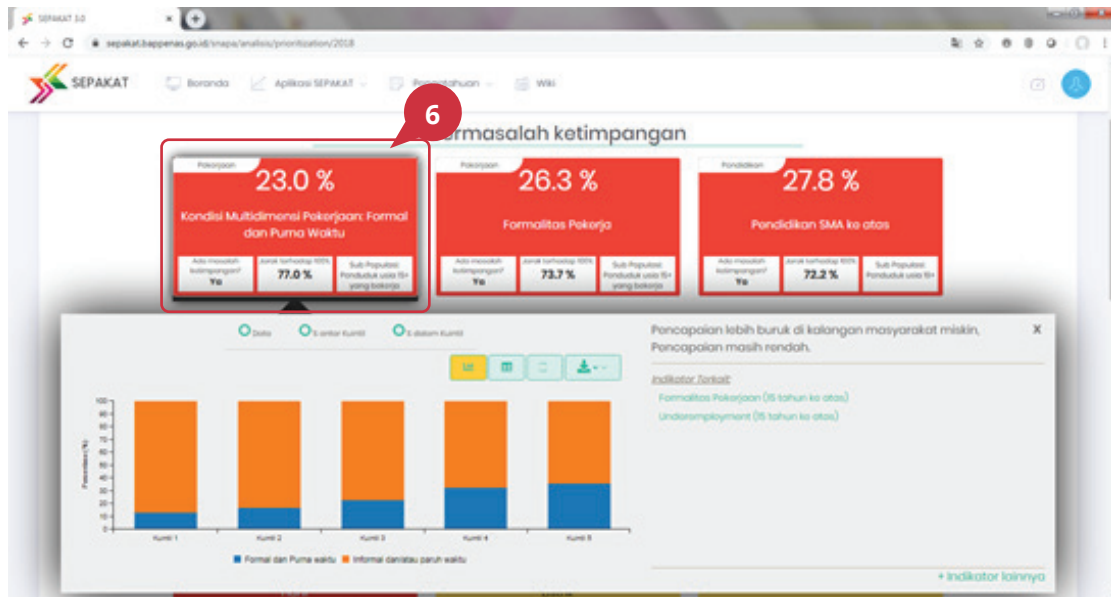 SEPAKAT 3.0
sepakat.bappenas.go.id/snapa/analisis/prioritization/2018
SEPAKAT
Beranda
Aplikasi SEPAKAT
Wiki
6
ermasalah ketimpangan
Pekerjaan
23.0 %
Kondisi Multidimensi Pekerjaan: Formal
dan Purna Waktu
Ada masalah
ketimpangan?
Ya
Jarak terhadap 100%
77.0 %
Sub Populasi:
Penduduk usia 15+
yang bekerja
Pekerjaan
26.3 %
Formalitas Pekerja
Ada masalah
ketimpangan?
Ya
Jarak terhadap 100%
73.7 %
Sub Populasi:
Penduduk usia 15+
yang bekerja
Pendidikan
27.8 %
Pendidikan SMA ke atas
Ada masalah
ketimpangan?
Ya
Jarak terhadap 100%
72.2 %
Sub Populasi:
Penduduk usia 15+
Data
% antar Kuintil
% dalam Kuintil
Pencapaian lebih buruk di kalangan masyarakat miskin,
Pencapaian masih rendah.
X
Indikator Terkait:
Formalitas Pekerjaan (15 tahun ke atas)
Underemployment (15 tahun ke atas)
Persentase (%)
100
90
80
70
60
50
40
30
20
10
0
Kuintil 1
Kuintil 2
Kuintil 3
Kuintil 4
Kuintil 5
Formal dan Purna waktu
Informal dan/atau paruh waktu
+ Indikator lainnya